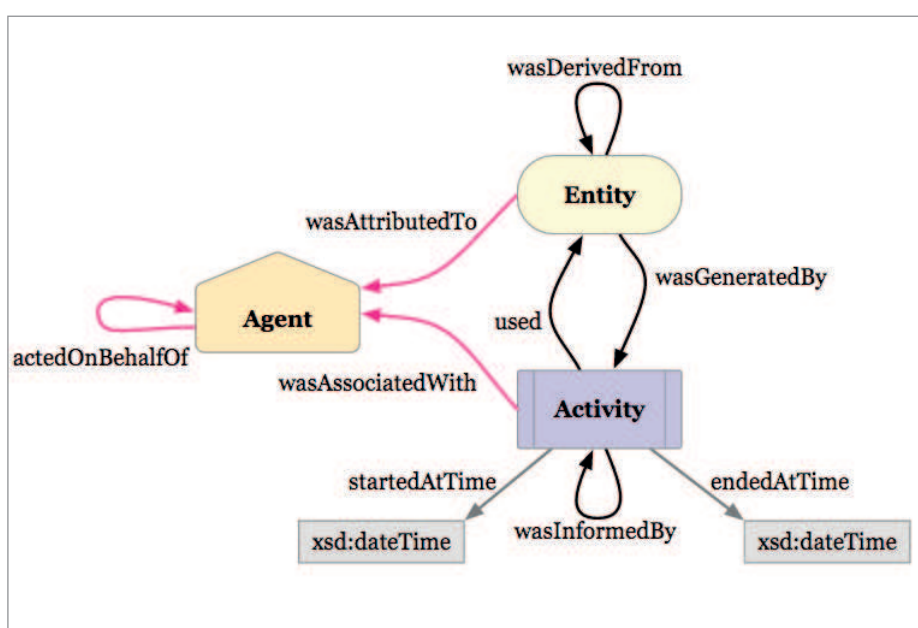 wasDerivedFrom
Entity
wasAttributedTo
wasGeneratedBy
Agent
used
actedOnBehalfOf
wasAssociatedWith
Activity
startedAtTime
endedAtTime
wasInformedBy
xsd:dateTime
xsd:dateTime